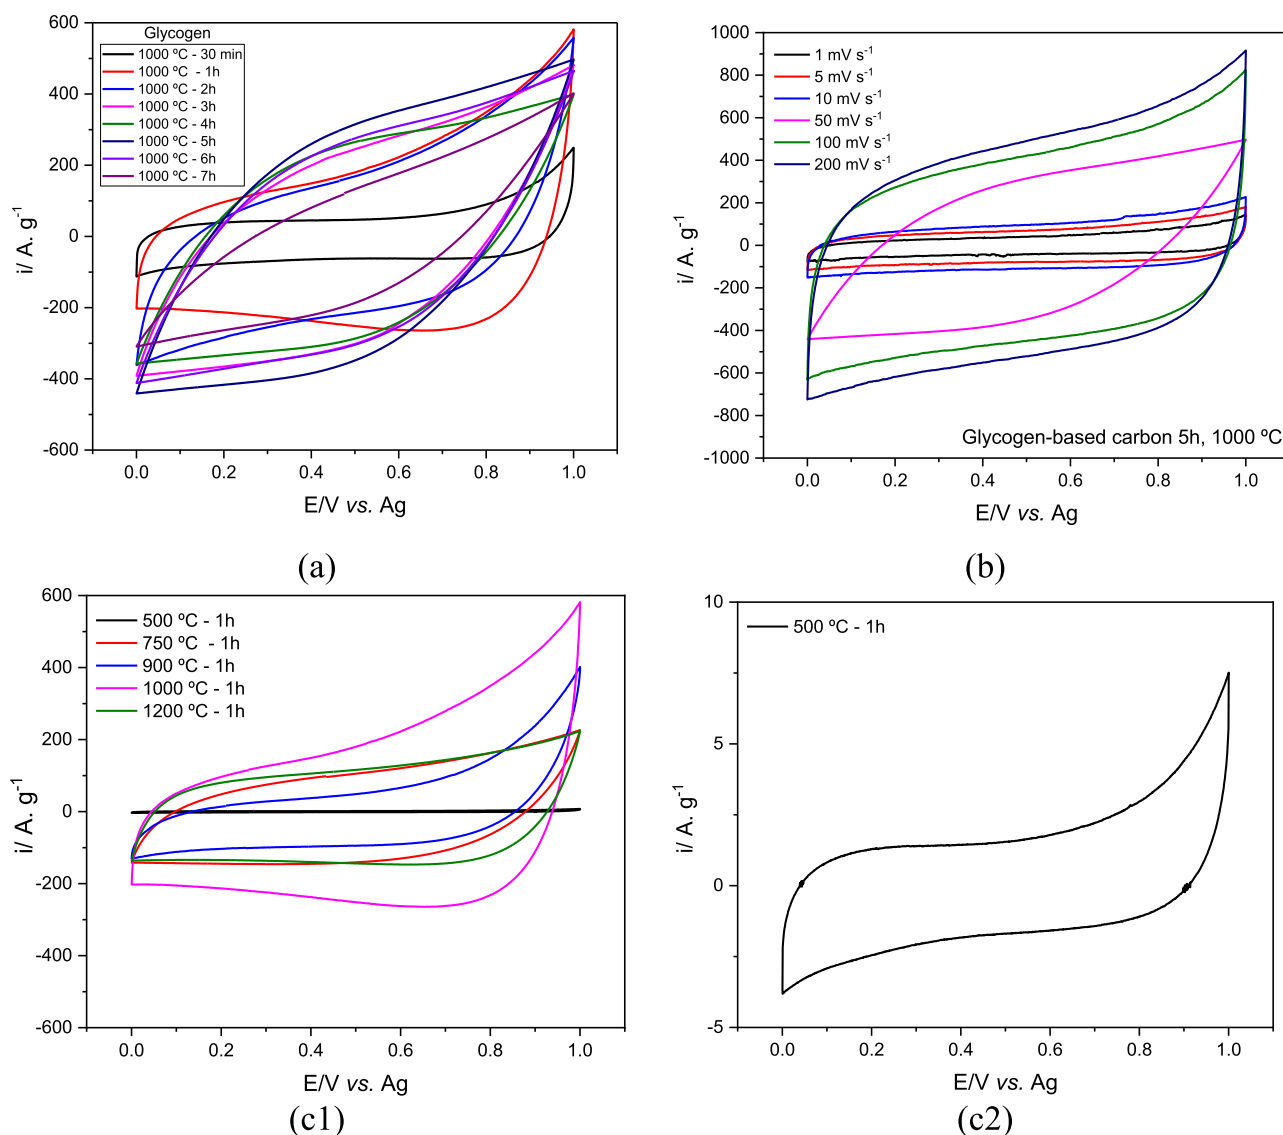 Glycogen
1000 ºC - 30 min
1000 ºC - 1h
1000 ºC - 2h
1000 ºC - 3h
1000 ºC - 4h
1000 ºC - 5h
1000 ºC - 6h
1000 ºC - 7h
600
400
200
0
-200
-400
-600
i/ A. g-1
0.0 0.2 0.4 0.6 0.8 1.0
E/V vs. Ag
(a)
1 mV s-1
5 mV s-1
10 mV s-1
50 mV s-1
100 mV s-1
200 mV s-1
1000
800
600
400
200
0
-200
-400
-600
-800
-1000
i/ A. g-1
Glycogen-based carbon 5h, 1000 ºC
0.0 0.2 0.4 0.6 0.8 1.0
E/V vs. Ag
(b)
500 ºC - 1h
750 ºC - 1h
900 ºC - 1h
1000 ºC - 1h
1200 ºC - 1h
600
400
200
0
-200
-400
-600
i/ A. g-1
0.0 0.2 0.4 0.6 0.8 1.0
E/V vs. Ag
(c1)
500 ºC - 1h
10
5
0
-5
i/ A. g-1
0.0 0.2 0.4 0.6 0.8 1.0
E/V vs. Ag
(c2)